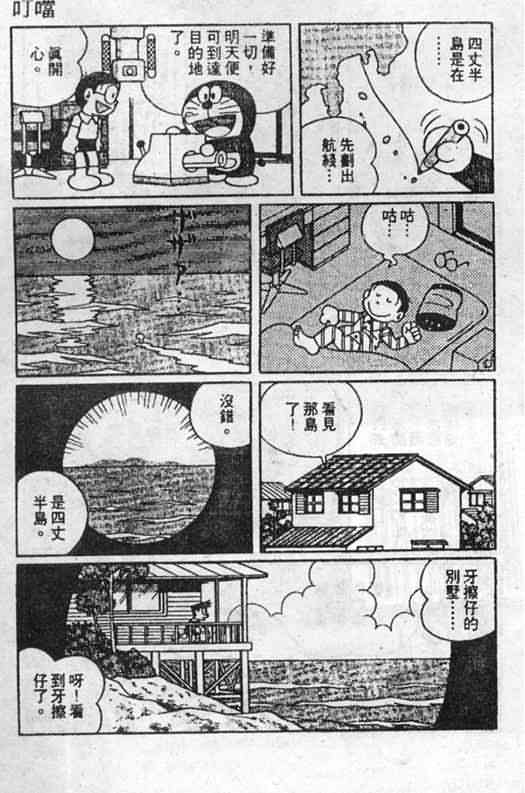 叮噹
四丈半
島是在
……
先劃出
航綫…
準備好
一切，
明天便
可到達
目的地
了。
眞開
心。
咕咕
……
看見
那島
了！
沒錯。
是四丈
半島。
牙擦仔的
別墅……
呀！看
到牙擦
仔了。